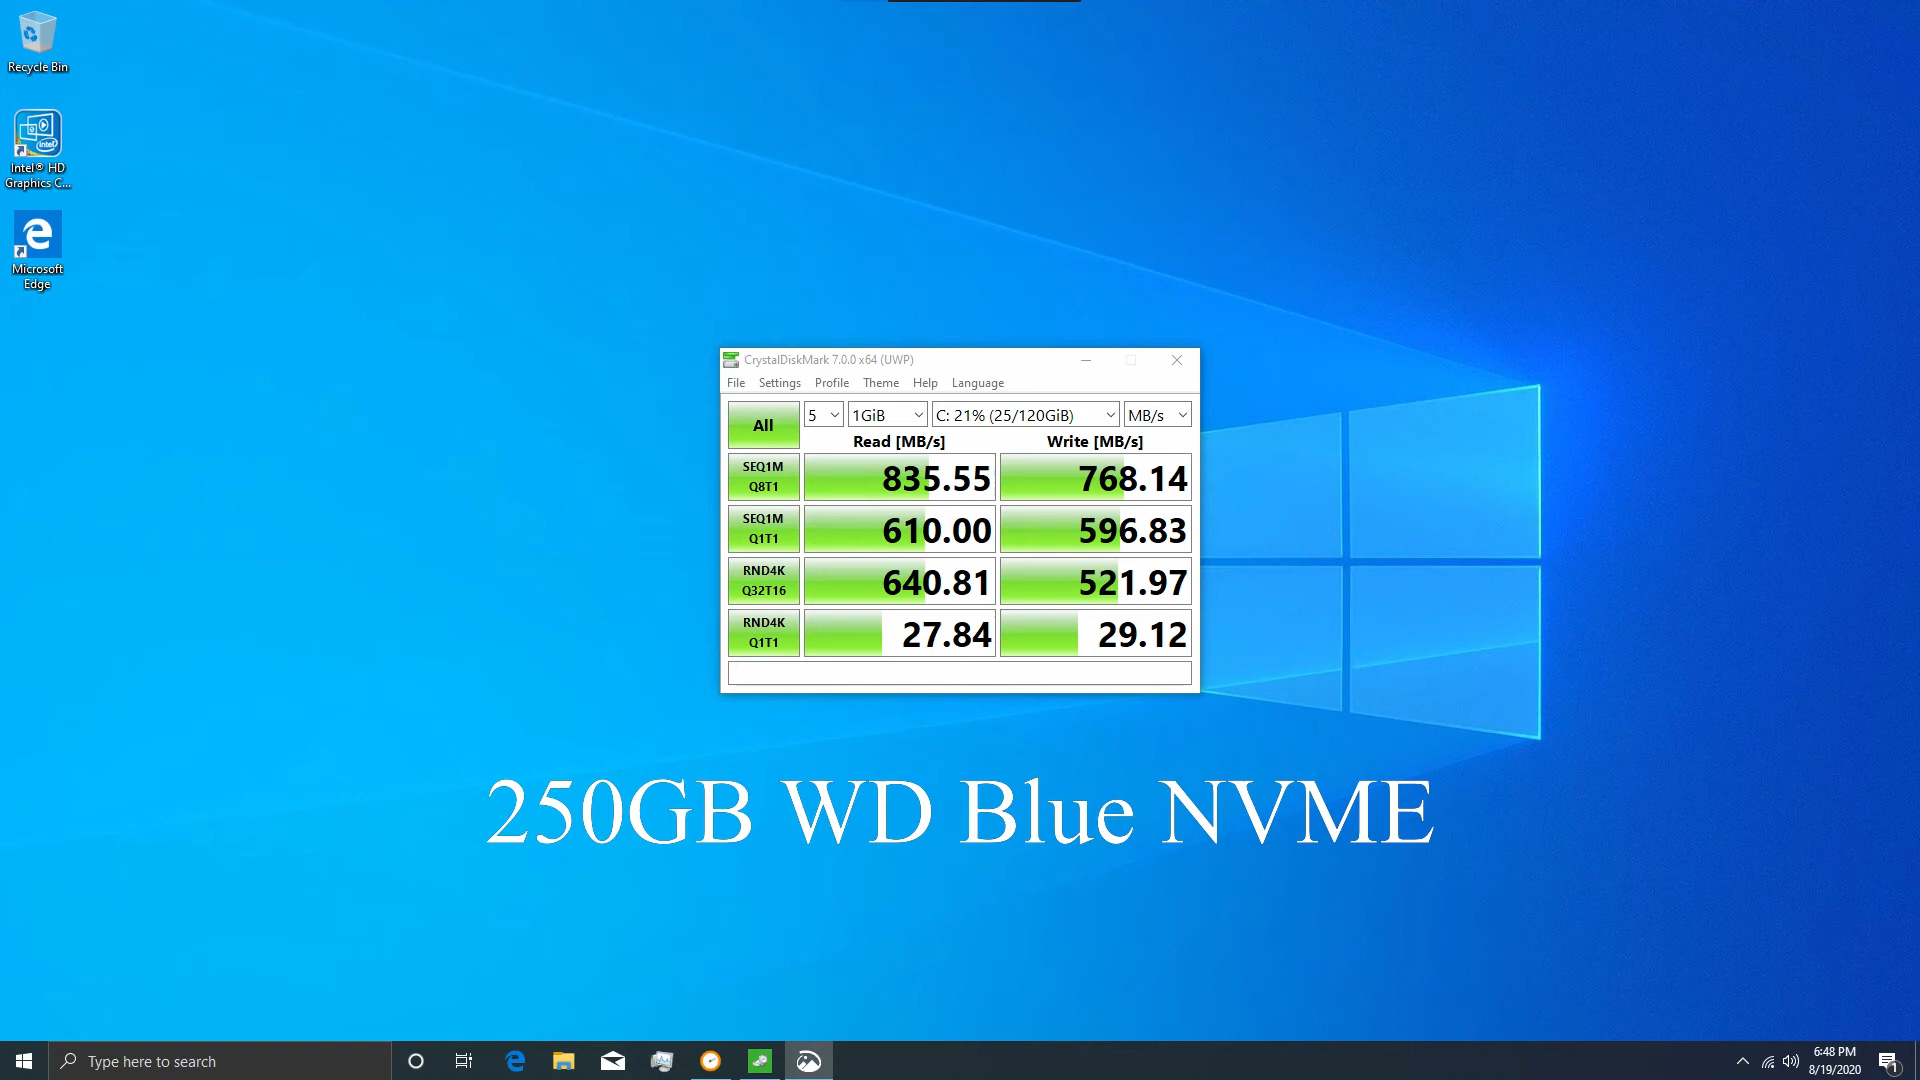 Recycle Bin
Intel® HD
Graphics C...
Microsoft
Edge
CrystalDiskMark 7.0.0 x64 (UWP)
File Settings Profile Theme Help Language
All 5 1GiB C: 21% (25/120GiB) MB/s
Read [MB/s] Write [MB/s]
SEQ1M
Q8T1 835.55 768.14
SEQ1M
Q1T1 610.00 596.83
RND4K
Q32T16 640.81 521.97
RND4K
Q1T1 27.84 29.12
250GB WD Blue NVME
Type here to search
6:48 PM
8/19/2020
1